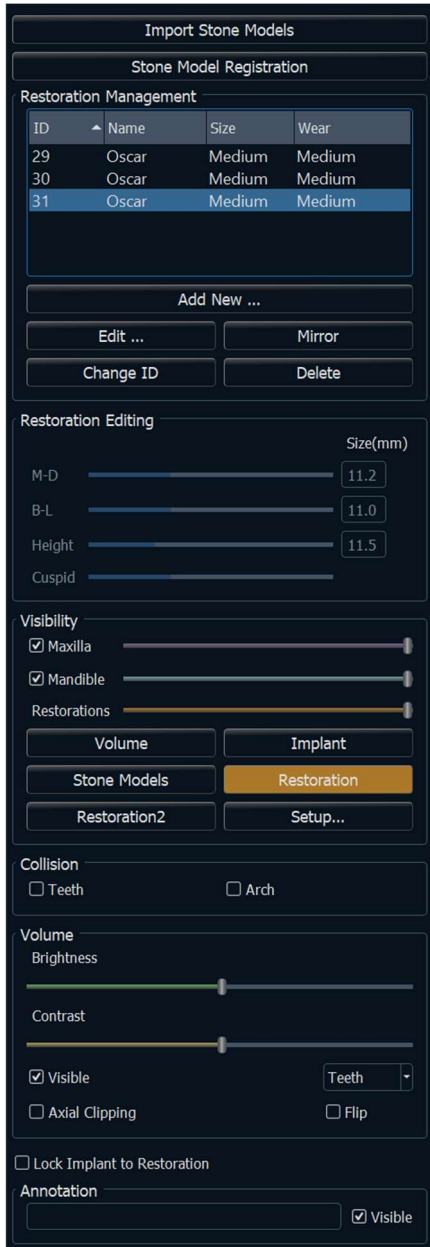 Import Stone Models
Stone Model Registration
Restoration Management
ID Name Size Wear
29 Oscar Medium Medium
30 Oscar Medium Medium
31 Oscar Medium Medium
Add New ...
Edit ... Mirror
Change ID Delete
Restoration Editing
Size(mm)
M-D 11.2
B-L 11.0
Height 11.5
Cuspid
Visibility
Maxilla
Mandible
Restorations
Volume Implant
Stone Models Restoration
Restoration2 Setup...
Collision
Teeth Arch
Volume
Brightness
Contrast
Visible Teeth
Axial Clipping Flip
Lock Implant to Restoration
Annotation
Visible